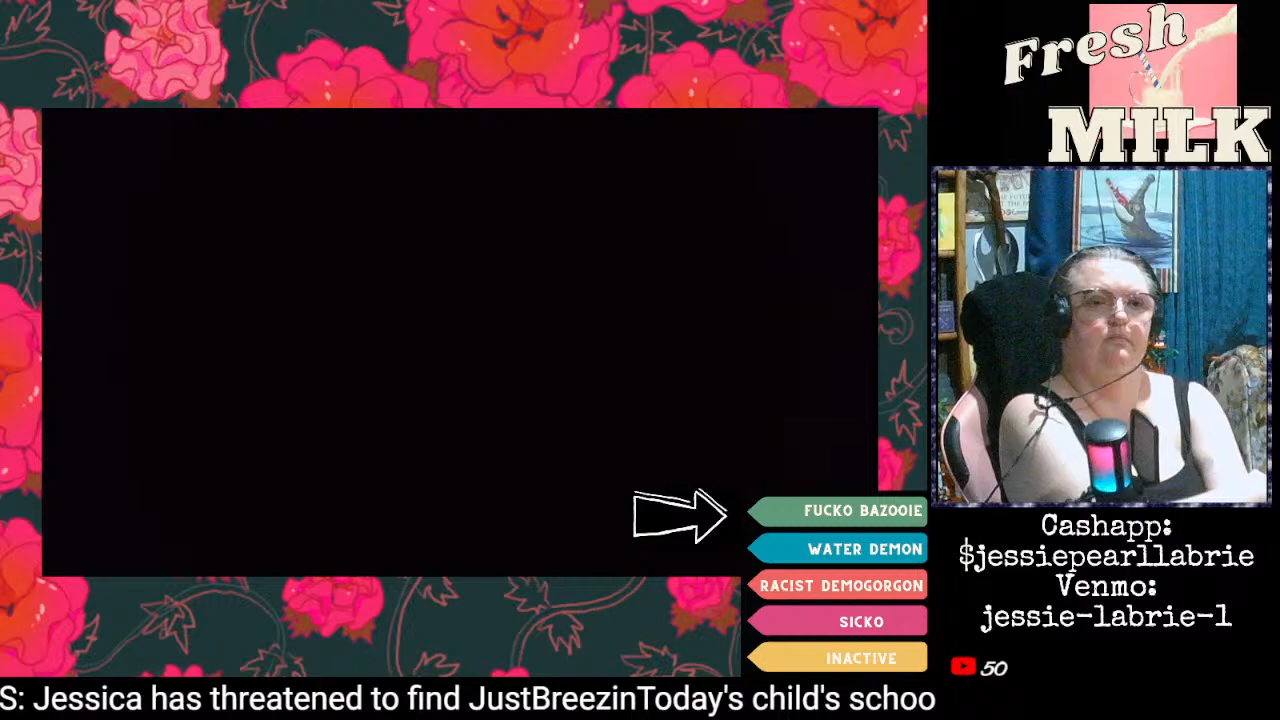 Fresh
MILK
FUCKO BAZOOIE
WATER DEMON
RACIST DEMOGORGON
SICKO
INACTIVE
Cashapp:
$jessiepearllabrie
Venmo:
jessie-labrie-1
50
S: Jessica has threatened to find JustBreezinToday's child's schoo